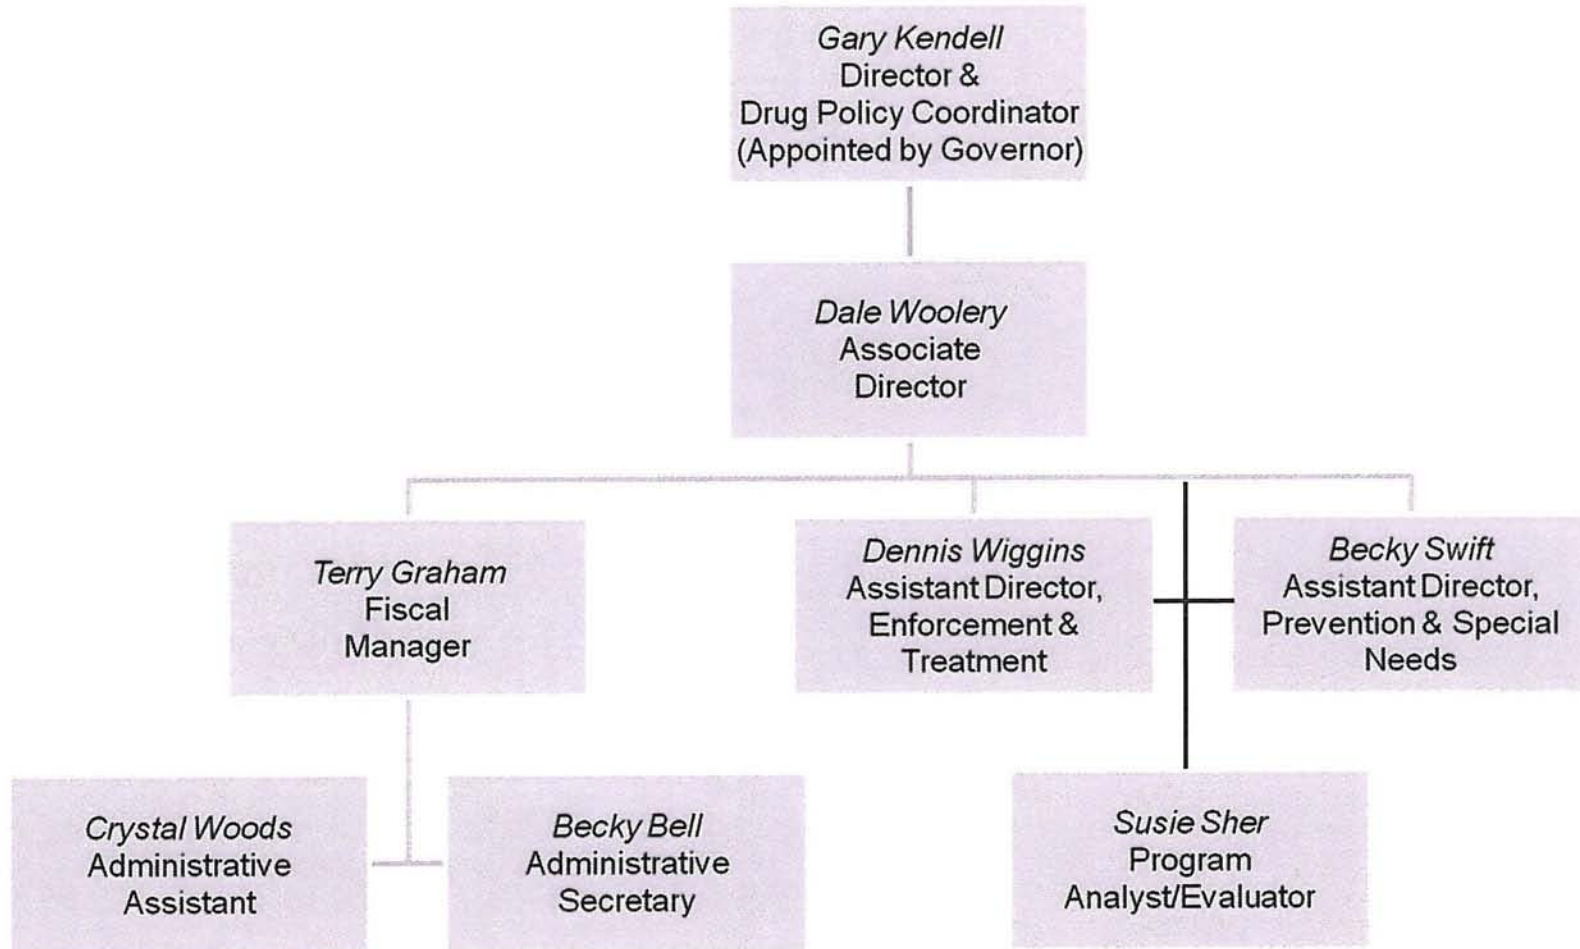 Gary Kendell
Director &
Drug Policy Coordinator
(Appointed by Governor)
Dale Woolery
Associate
Director
Terry Graham
Fiscal
Manager
Dennis Wiggins
Assistant Director,
Enforcement &
Treatment
Becky Swift
Assistant Director,
Prevention & Special
Needs
Crystal Woods
Administrative
Assistant
Becky Bell
Administrative
Secretary
Susie Sher
Program
Analyst/Evaluator